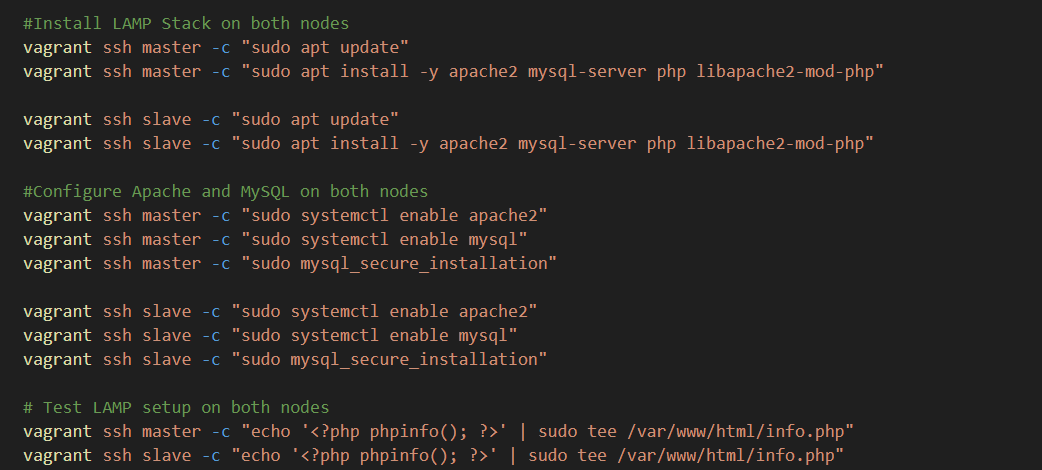 #Install LAMP Stack on both nodes
vagrant ssh master -c "sudo apt update"
vagrant ssh master -c "sudo apt install -y apache2 mysql-server php libapache2-mod-php"
vagrant ssh slave -c "sudo apt update"
vagrant ssh slave -c "sudo apt install -y apache2 mysql-server php libapache2-mod-php"
#Configure Apache and MySQL on both nodes
vagrant ssh master -c "sudo systemctl enable apache2"
vagrant ssh master -c "sudo systemctl enable mysql"
vagrant ssh master -c "sudo mysql_secure_installation"
vagrant ssh slave -c "sudo systemctl enable apache2"
vagrant ssh slave -c "sudo systemctl enable mysql"
vagrant ssh slave -c "sudo mysql_secure_installation"
# Test LAMP setup on both nodes
vagrant ssh master -c "echo '<?php phpinfo(); ?>' | sudo tee /var/www/html/info.php"
vagrant ssh slave -c "echo '<?php phpinfo(); ?>' | sudo tee /var/www/html/info.php"